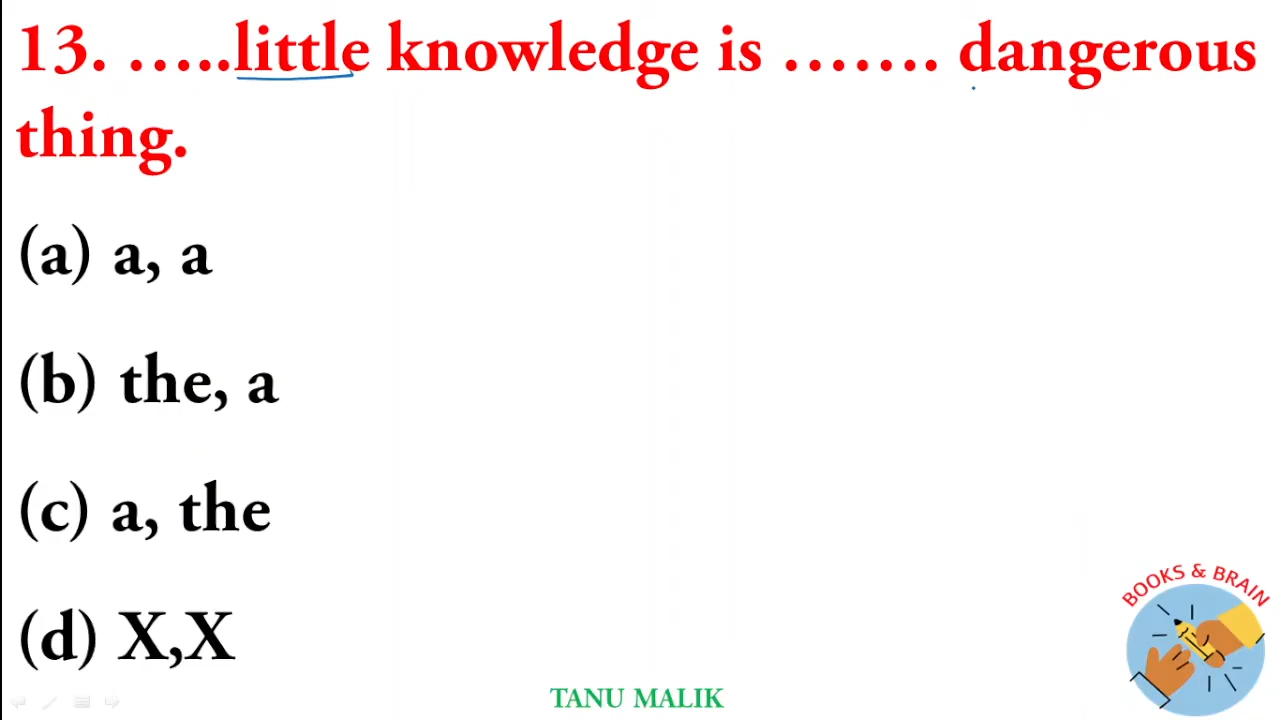 13. …..little knowledge is ……. dangerous
thing.
(a) a, a
(b) the, a
(c) a, the
(d) X,X
BOOKS & BRAIN
TANU MALIK